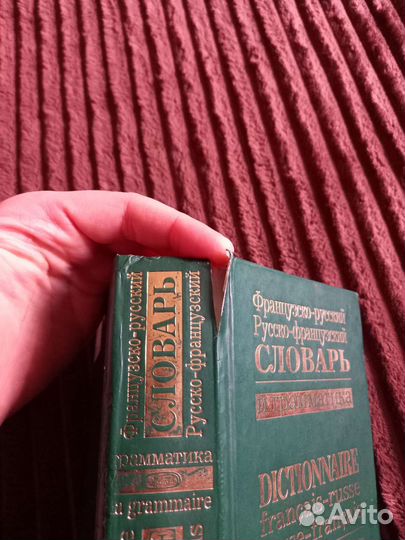 Французско-русский
СЛОВАРЬ
Русско-французский
грамматика
a grammaire
Французско-русский
Русско-французский
СЛОВАРЬ
И ГРАММАТИКА
DICTIONNAIRE
français-russe
Avito